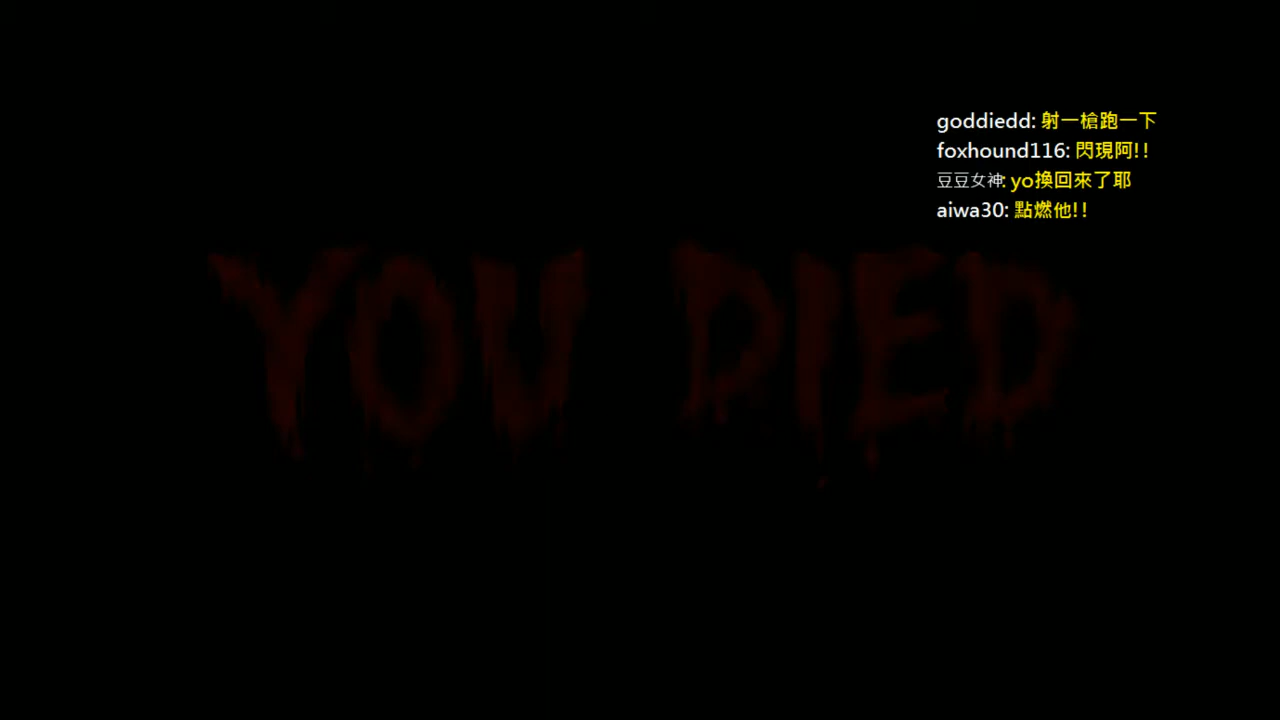 goddiedd: 射一槍跑一下
foxhound116: 閃現阿!!
豆豆女神: yo換回來了耶
aiwa30: 點燃他!!
YOU DIED